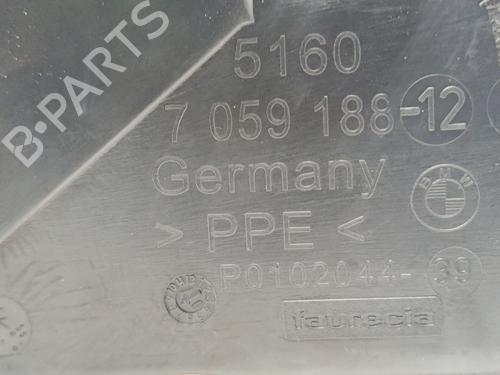 B-PARTS
5160
7 059 188-12
Germany
BMW
> PPE <
P0102044-39
faurecia